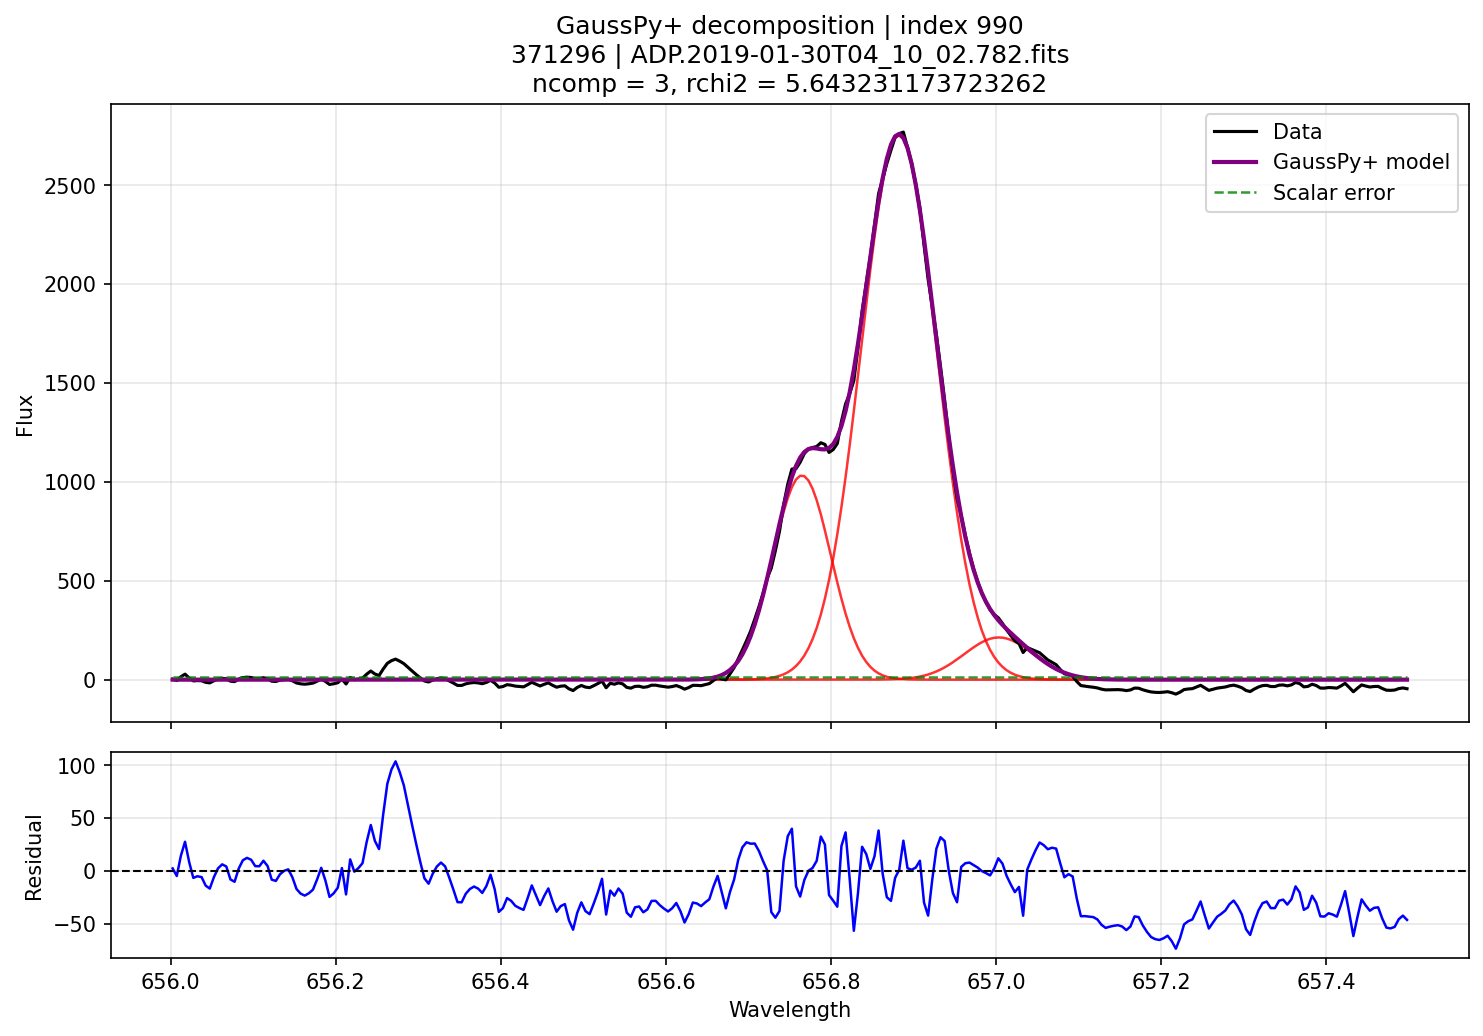 GaussPy+ decomposition | index 990
371296 | ADP.2019-01-30T04_10_02.782.fits
ncomp = 3, rchi2 = 5.643231173723262
Data
GaussPy+ model
Scalar error
Flux
2500
2000
1500
1000
500
0
Residual
100
50
0
−50
656.0 656.2 656.4 656.6 656.8 657.0 657.2 657.4
Wavelength